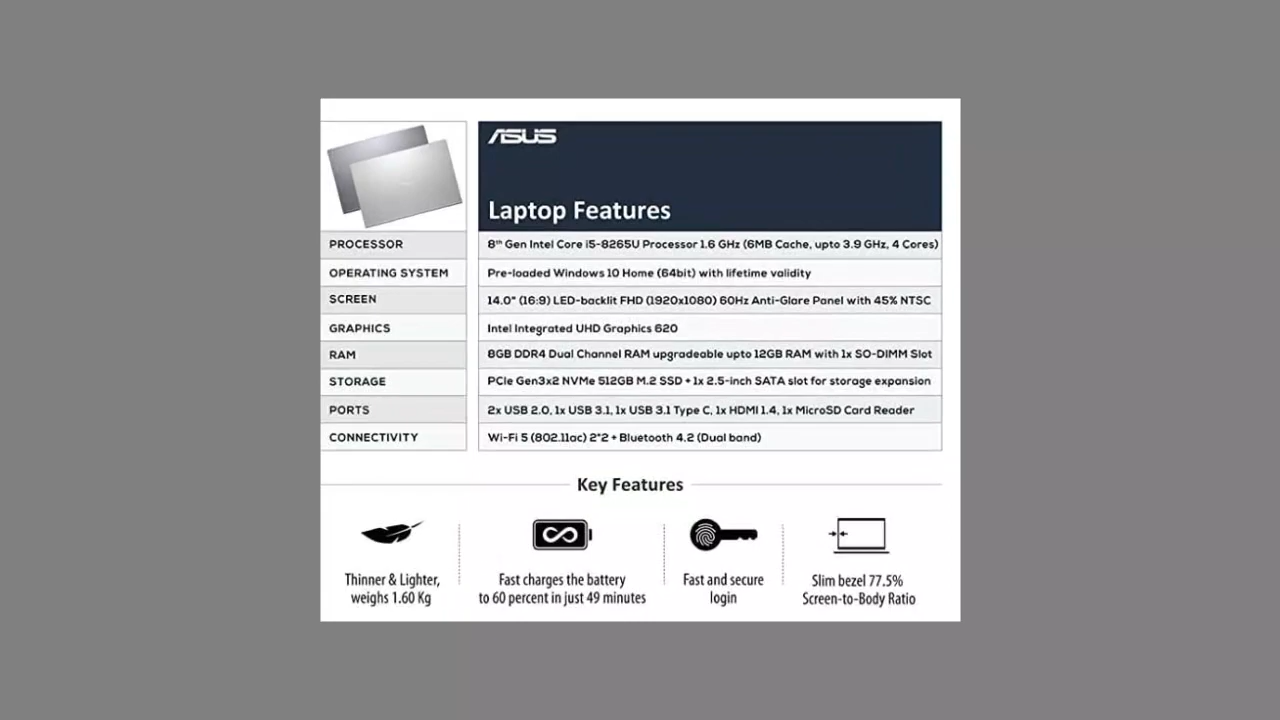 ASUS
Laptop Features
PROCESSOR 8th Gen Intel Core i5-8265U Processor 1.6 GHz (6MB Cache, upto 3.9 GHz, 4 Cores)
OPERATING SYSTEM Pre-loaded Windows 10 Home (64bit) with lifetime validity
SCREEN 14.0" (16:9) LED-backlit FHD (1920x1080) 60Hz Anti-Glare Panel with 45% NTSC
GRAPHICS Intel Integrated UHD Graphics 620
RAM 8GB DDR4 Dual Channel RAM upgradeable upto 12GB RAM with 1x SO-DIMM Slot
STORAGE PCIe Gen3x2 NVMe 512GB M.2 SSD + 1x 2.5-inch SATA slot for storage expansion
PORTS 2x USB 2.0, 1x USB 3.1, 1x USB 3.1 Type C, 1x HDMI 1.4, 1x MicroSD Card Reader
CONNECTIVITY Wi-Fi 5 (802.11ac) 2*2 + Bluetooth 4.2 (Dual band)
Key Features
Thinner & Lighter,
weighs 1.60 Kg
Fast charges the battery
to 60 percent in just 49 minutes
Fast and secure
login
Slim bezel 77.5%
Screen-to-Body Ratio